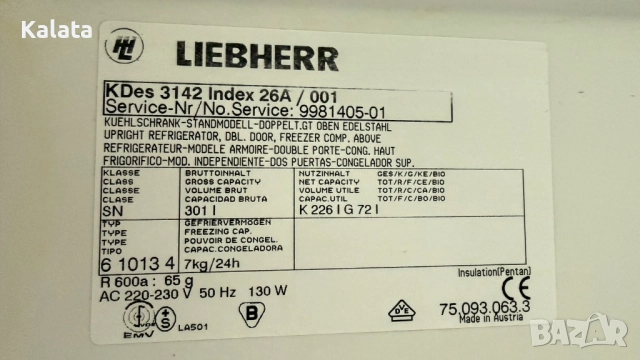 Kalata
LIEBHERR
KDes 3142 Index 26A / 001
Service-Nr/No.Service: 9981405-01
KUEHLSCHRANK-STANDMODELL-DOPPELT.GT OBEN EDELSTAHL
UPRIGHT REFRIGERATOR, DBL. DOOR, FREEZER COMP. ABOVE
REFRIGERATEUR-MODELE ARMOIRE-DOUBLE PORTE-CONG. HAUT
FRIGORIFICO-MOD. INDEPENDIENTE-DOS PUERTAS-CONGELADOR SUP.
KLASSE BRUTTOINHALT NUTZINHALT GES/K/G/KE/BIO
CLASS GROSS CAPACITY NET CAPACITY TOT/R/F/CE/BIO
CLASSE VOLUME BRUT VOLUME UTILE TOT/R/C/CA/BIO
CLASE CAPACIDAD BRUTA CAPAC.UTIL TOT/F/C/BO/BIO
SN 301 l K 226 l G 72 l
TYP GEFRIERVERMÖGEN
TYPE FREEZING CAP.
TYPE POUVOIR DE CONGEL.
TIPO CAPAC.CONGELADORA
6 1013 4 7kg/24h
R 600a: 65 g
AC 220-230 V 50 Hz 130 W
Insulation(Pentan)
CE
EMV LA501 B
75.093.063.3
Made in Austria
BAZAR.BG